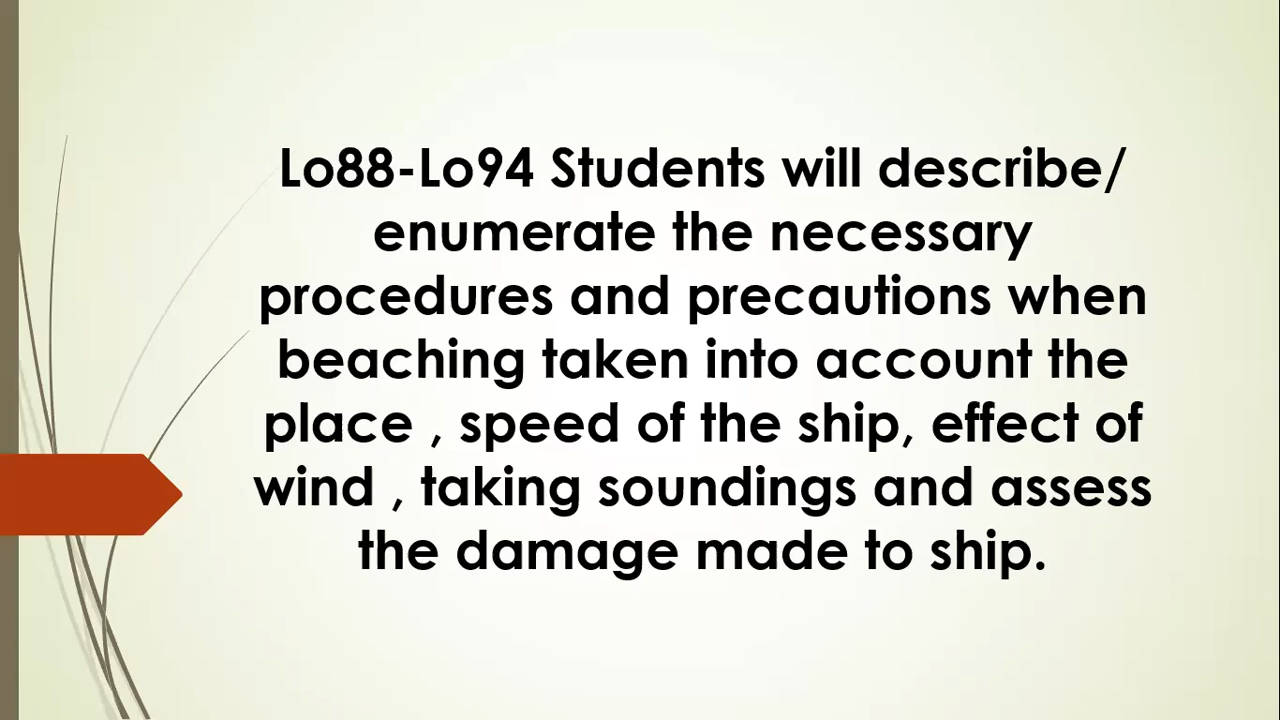 Lo88-Lo94 Students will describe/
enumerate the necessary
procedures and precautions when
beaching taken into account the
place , speed of the ship, effect of
wind , taking soundings and assess
the damage made to ship.